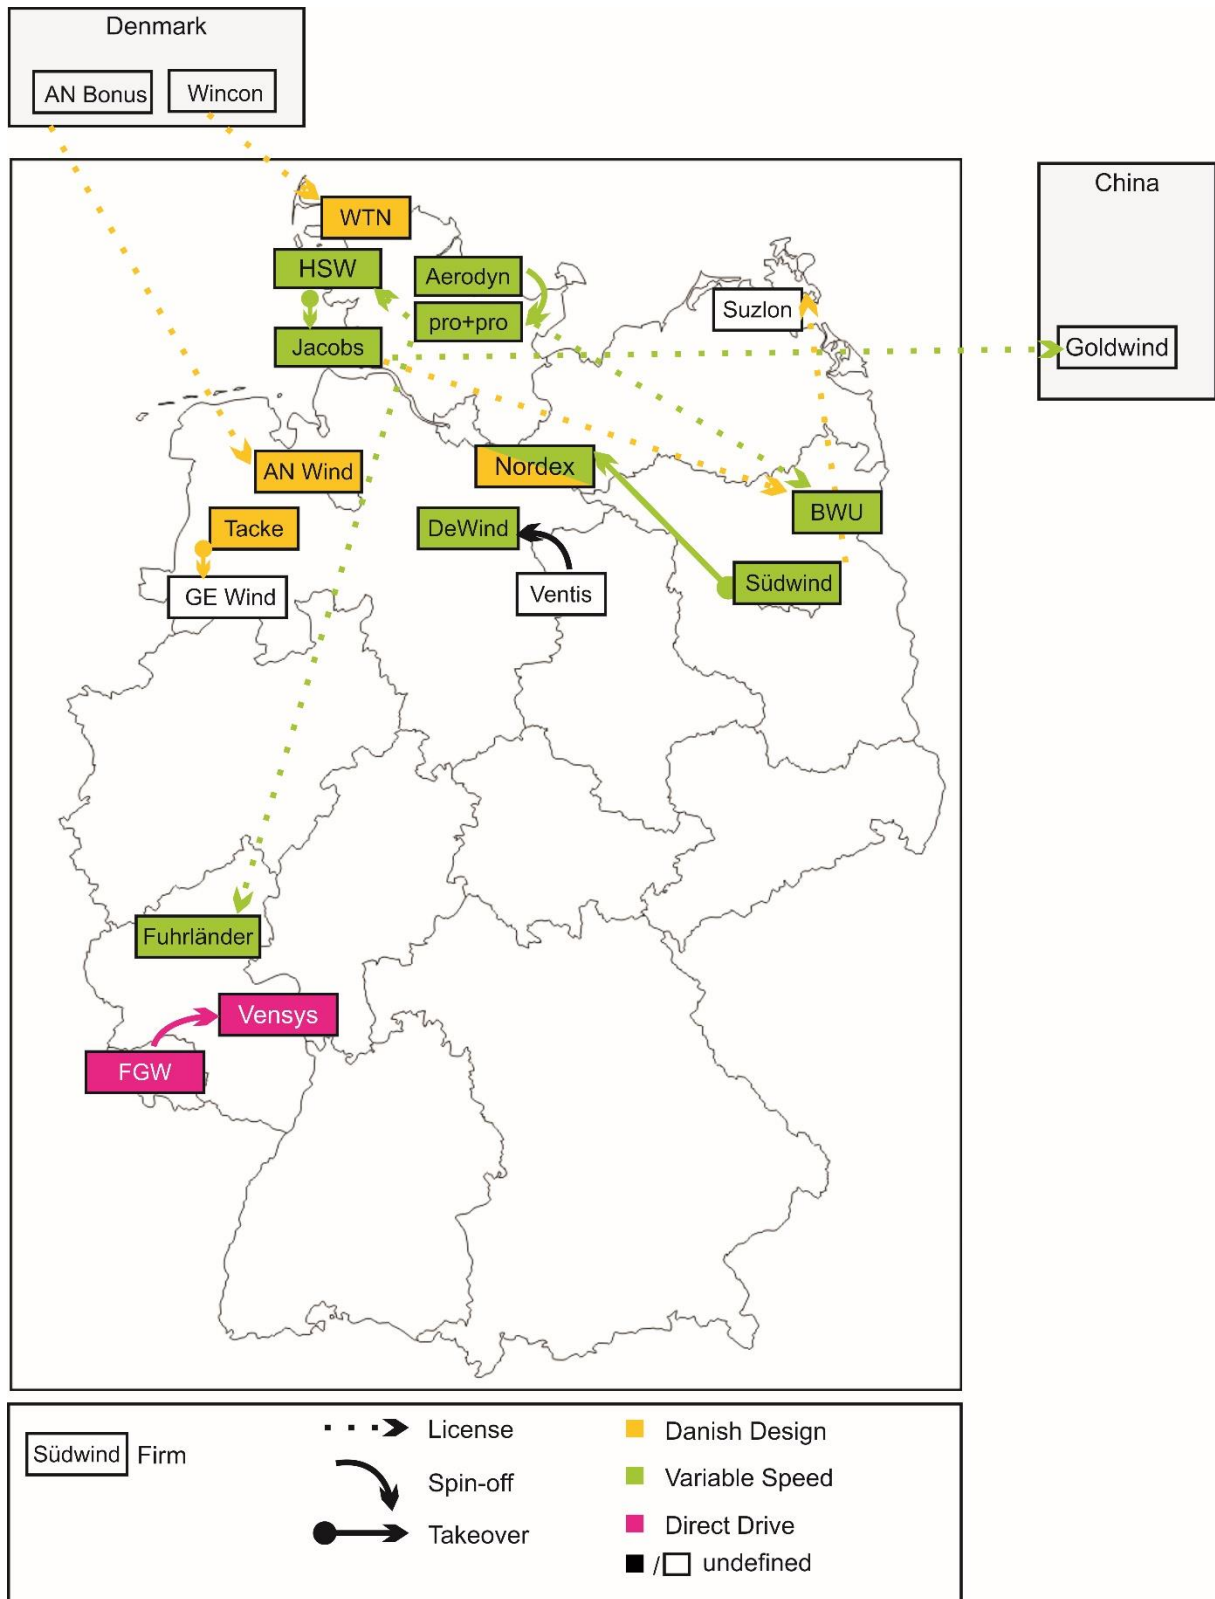 Denmark
AN Bonus
Wincon
China
WTN
HSW
Aerodyn
Suzlon
pro+pro
Jacobs
Goldwind
AN Wind
Nordex
BWU
Tacke
DeWind
Südwind
GE Wind
Ventis
Fuhrländer
Vensys
FGW
Südwind Firm
License
Spin-off
Takeover
Danish Design
Variable Speed
Direct Drive
/ undefined